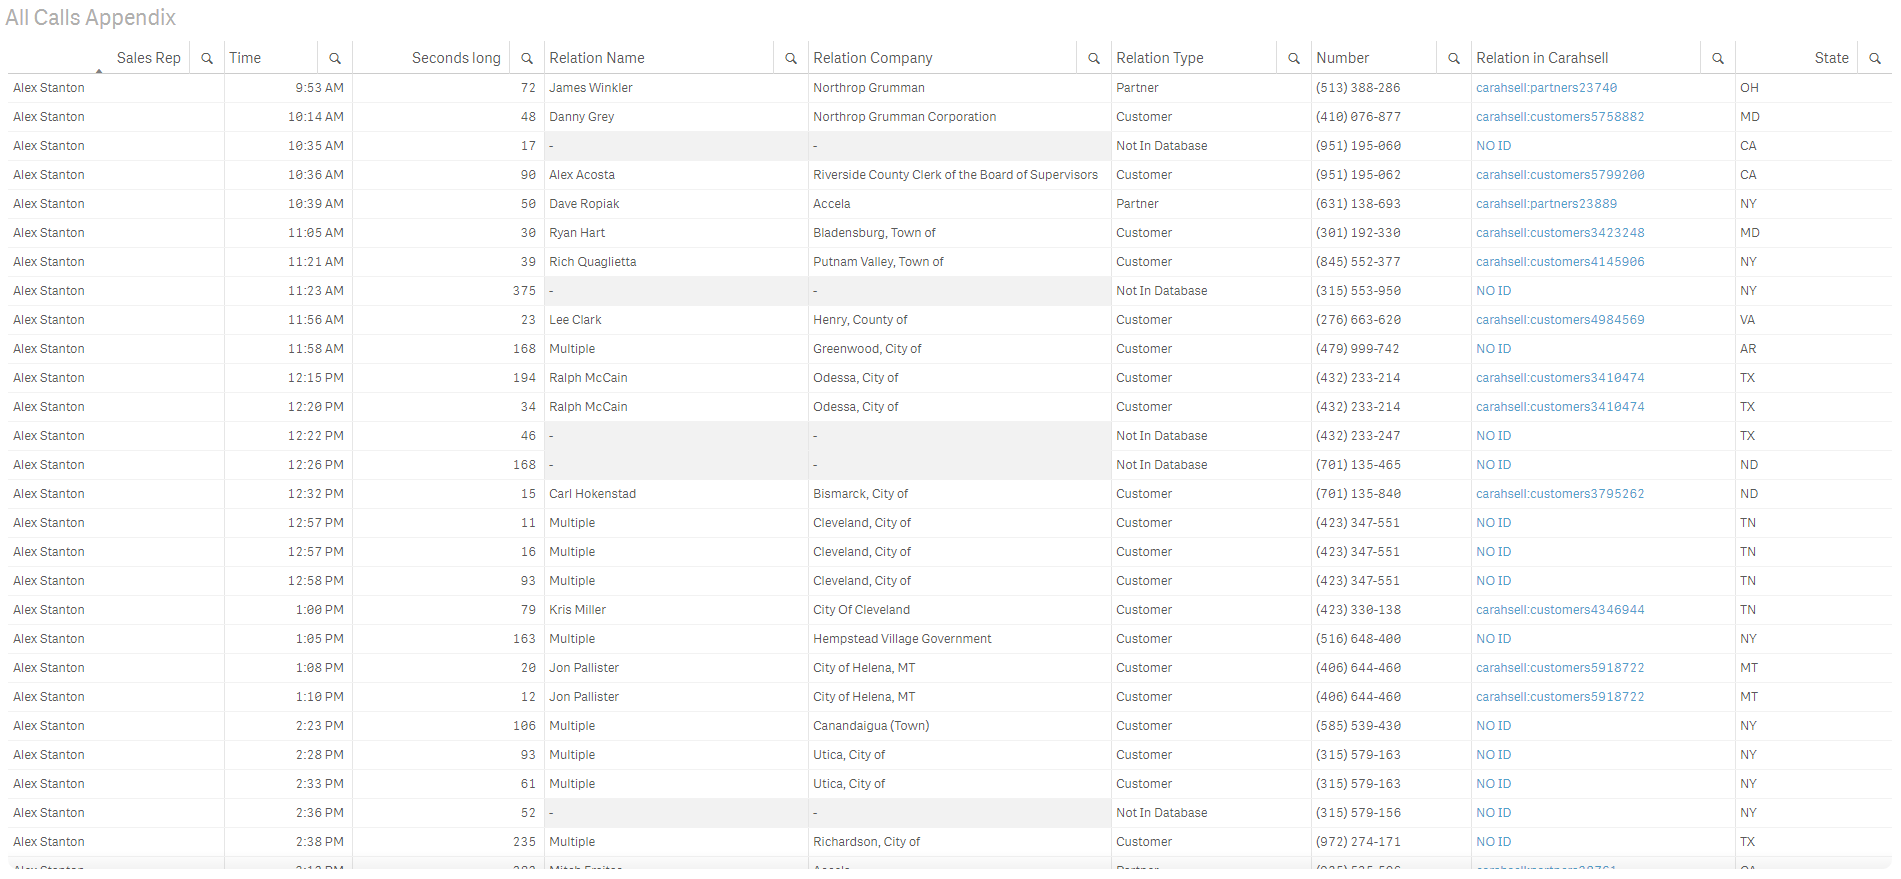 All Calls Appendix
Sales Rep Time Seconds long Relation Name Relation Company Relation Type Number Relation in Carahsell State
Alex Stanton 9:53 AM 72 James Winkler Northrop Grumman Partner (513) 388-286 carahsell:partners23740 OH
Alex Stanton 10:14 AM 48 Danny Grey Northrop Grumman Corporation Customer (410) 076-877 carahsell:customers5758882 MD
Alex Stanton 10:35 AM 17 - - Not In Database (951) 195-060 NO ID CA
Alex Stanton 10:36 AM 90 Alex Acosta Riverside County Clerk of the Board of Supervisors Customer (951) 195-062 carahsell:customers5799200 CA
Alex Stanton 10:39 AM 50 Dave Ropiak Accela Partner (631) 138-693 carahsell:partners23889 NY
Alex Stanton 11:05 AM 30 Ryan Hart Bladensburg, Town of Customer (301) 192-330 carahsell:customers3423248 MD
Alex Stanton 11:21 AM 39 Rich Quaglietta Putnam Valley, Town of Customer (845) 552-377 carahsell:customers4145906 NY
Alex Stanton 11:23 AM 375 - - Not In Database (315) 553-950 NO ID NY
Alex Stanton 11:56 AM 23 Lee Clark Henry, County of Customer (276) 663-620 carahsell:customers4984569 VA
Alex Stanton 11:58 AM 168 Multiple Greenwood, City of Customer (479) 999-742 NO ID AR
Alex Stanton 12:15 PM 194 Ralph McCain Odessa, City of Customer (432) 233-214 carahsell:customers3410474 TX
Alex Stanton 12:20 PM 34 Ralph McCain Odessa, City of Customer (432) 233-214 carahsell:customers3410474 TX
Alex Stanton 12:22 PM 46 - - Not In Database (432) 233-247 NO ID TX
Alex Stanton 12:26 PM 168 - - Not In Database (701) 135-465 NO ID ND
Alex Stanton 12:32 PM 15 Carl Hokenstad Bismarck, City of Customer (701) 135-840 carahsell:customers3795262 ND
Alex Stanton 12:57 PM 11 Multiple Cleveland, City of Customer (423) 347-551 NO ID TN
Alex Stanton 12:57 PM 16 Multiple Cleveland, City of Customer (423) 347-551 NO ID TN
Alex Stanton 12:58 PM 93 Multiple Cleveland, City of Customer (423) 347-551 NO ID TN
Alex Stanton 1:00 PM 79 Kris Miller City Of Cleveland Customer (423) 330-138 carahsell:customers4346944 TN
Alex Stanton 1:05 PM 163 Multiple Hempstead Village Government Customer (516) 648-400 NO ID NY
Alex Stanton 1:08 PM 20 Jon Pallister City of Helena, MT Customer (406) 644-460 carahsell:customers5918722 MT
Alex Stanton 1:10 PM 12 Jon Pallister City of Helena, MT Customer (406) 644-460 carahsell:customers5918722 MT
Alex Stanton 2:23 PM 106 Multiple Canandaigua (Town) Customer (585) 539-430 NO ID NY
Alex Stanton 2:28 PM 93 Multiple Utica, City of Customer (315) 579-163 NO ID NY
Alex Stanton 2:33 PM 61 Multiple Utica, City of Customer (315) 579-163 NO ID NY
Alex Stanton 2:36 PM 52 - - Not In Database (315) 579-156 NO ID NY
Alex Stanton 2:38 PM 235 Multiple Richardson, City of Customer (972) 274-171 NO ID TX